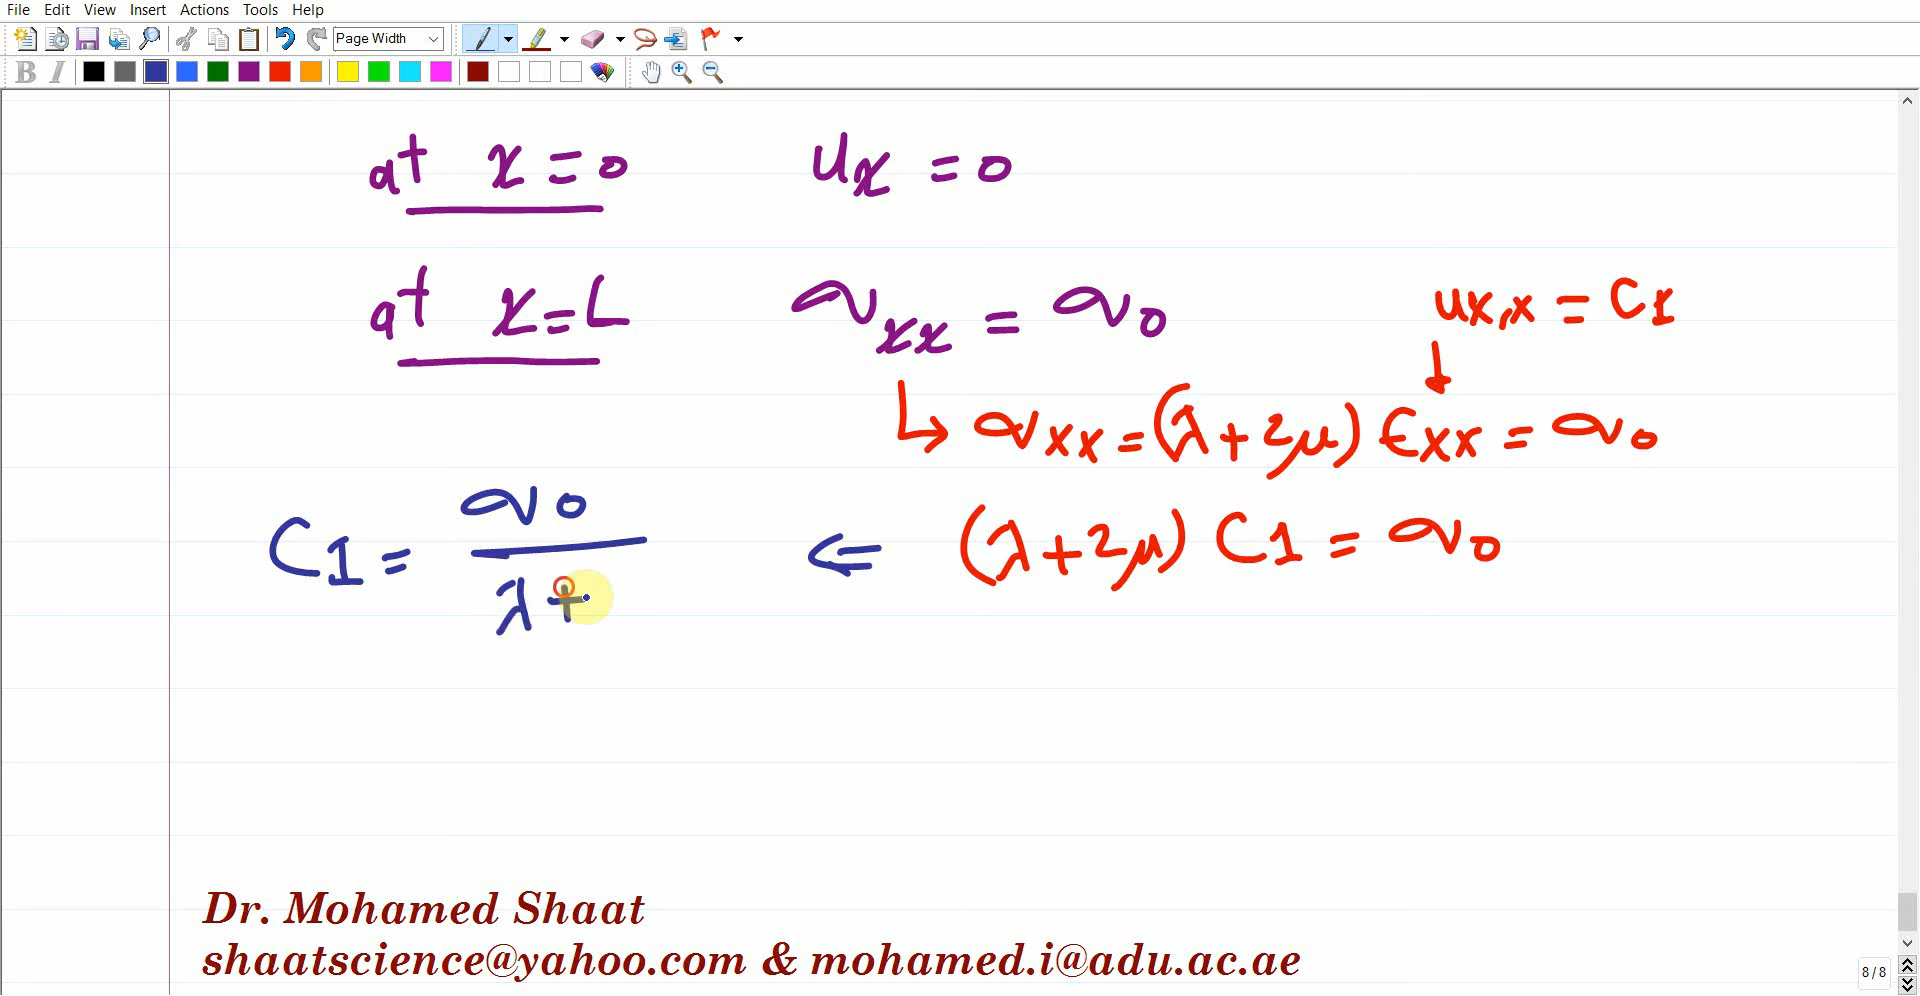 File Edit View Insert Actions Tools Help
Page Width
B I
at x=0 ux =0
at x=L σxx = σ0
ux,x = C1
↓
↳ σxx = (λ+2μ) Exx = σ0
C1 = σ0 / λ+ ⇐ (λ+2μ) C1 = σ0
Dr. Mohamed Shaat
shaatscience@yahoo.com & mohamed.i@adu.ac.ae
8 / 8